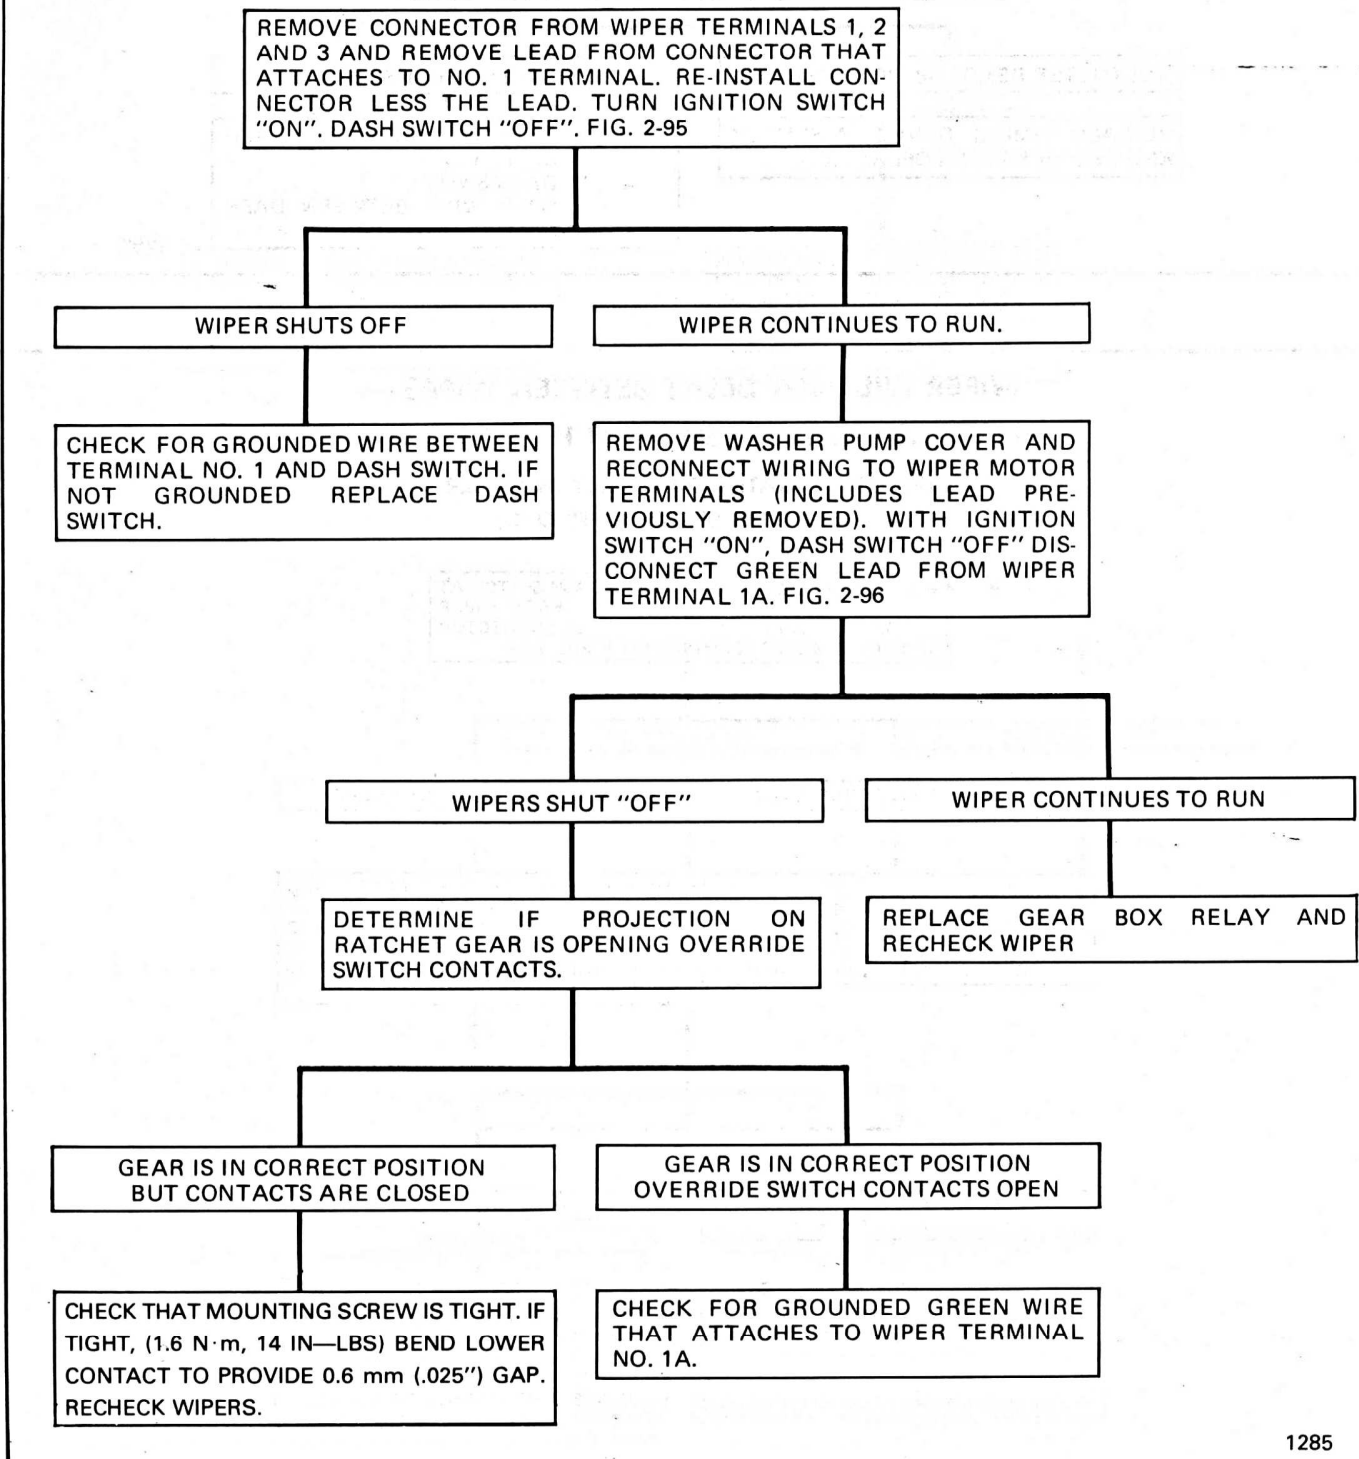 REMOVE CONNECTOR FROM WIPER TERMINALS 1, 2
AND 3 AND REMOVE LEAD FROM CONNECTOR THAT
ATTACHES TO NO. 1 TERMINAL. RE-INSTALL CON-
NECTOR LESS THE LEAD. TURN IGNITION SWITCH
"ON". DASH SWITCH "OFF". FIG. 2-95
WIPER SHUTS OFF
WIPER CONTINUES TO RUN.
CHECK FOR GROUNDED WIRE BETWEEN
TERMINAL NO. 1 AND DASH SWITCH. IF
NOT GROUNDED REPLACE DASH
SWITCH.
REMOVE WASHER PUMP COVER AND
RECONNECT WIRING TO WIPER MOTOR
TERMINALS (INCLUDES LEAD PRE-
VIOUSLY REMOVED). WITH IGNITION
SWITCH "ON", DASH SWITCH "OFF" DIS-
CONNECT GREEN LEAD FROM WIPER
TERMINAL 1A. FIG. 2-96
WIPERS SHUT "OFF"
WIPER CONTINUES TO RUN
DETERMINE IF PROJECTION ON
RATCHET GEAR IS OPENING OVERRIDE
SWITCH CONTACTS.
REPLACE GEAR BOX RELAY AND
RECHECK WIPER
GEAR IS IN CORRECT POSITION
BUT CONTACTS ARE CLOSED
GEAR IS IN CORRECT POSITION
OVERRIDE SWITCH CONTACTS OPEN
CHECK THAT MOUNTING SCREW IS TIGHT. IF
TIGHT, (1.6 N·m, 14 IN—LBS) BEND LOWER
CONTACT TO PROVIDE 0.6 mm (.025") GAP.
RECHECK WIPERS.
CHECK FOR GROUNDED GREEN WIRE
THAT ATTACHES TO WIPER TERMINAL
NO. 1A.
1285